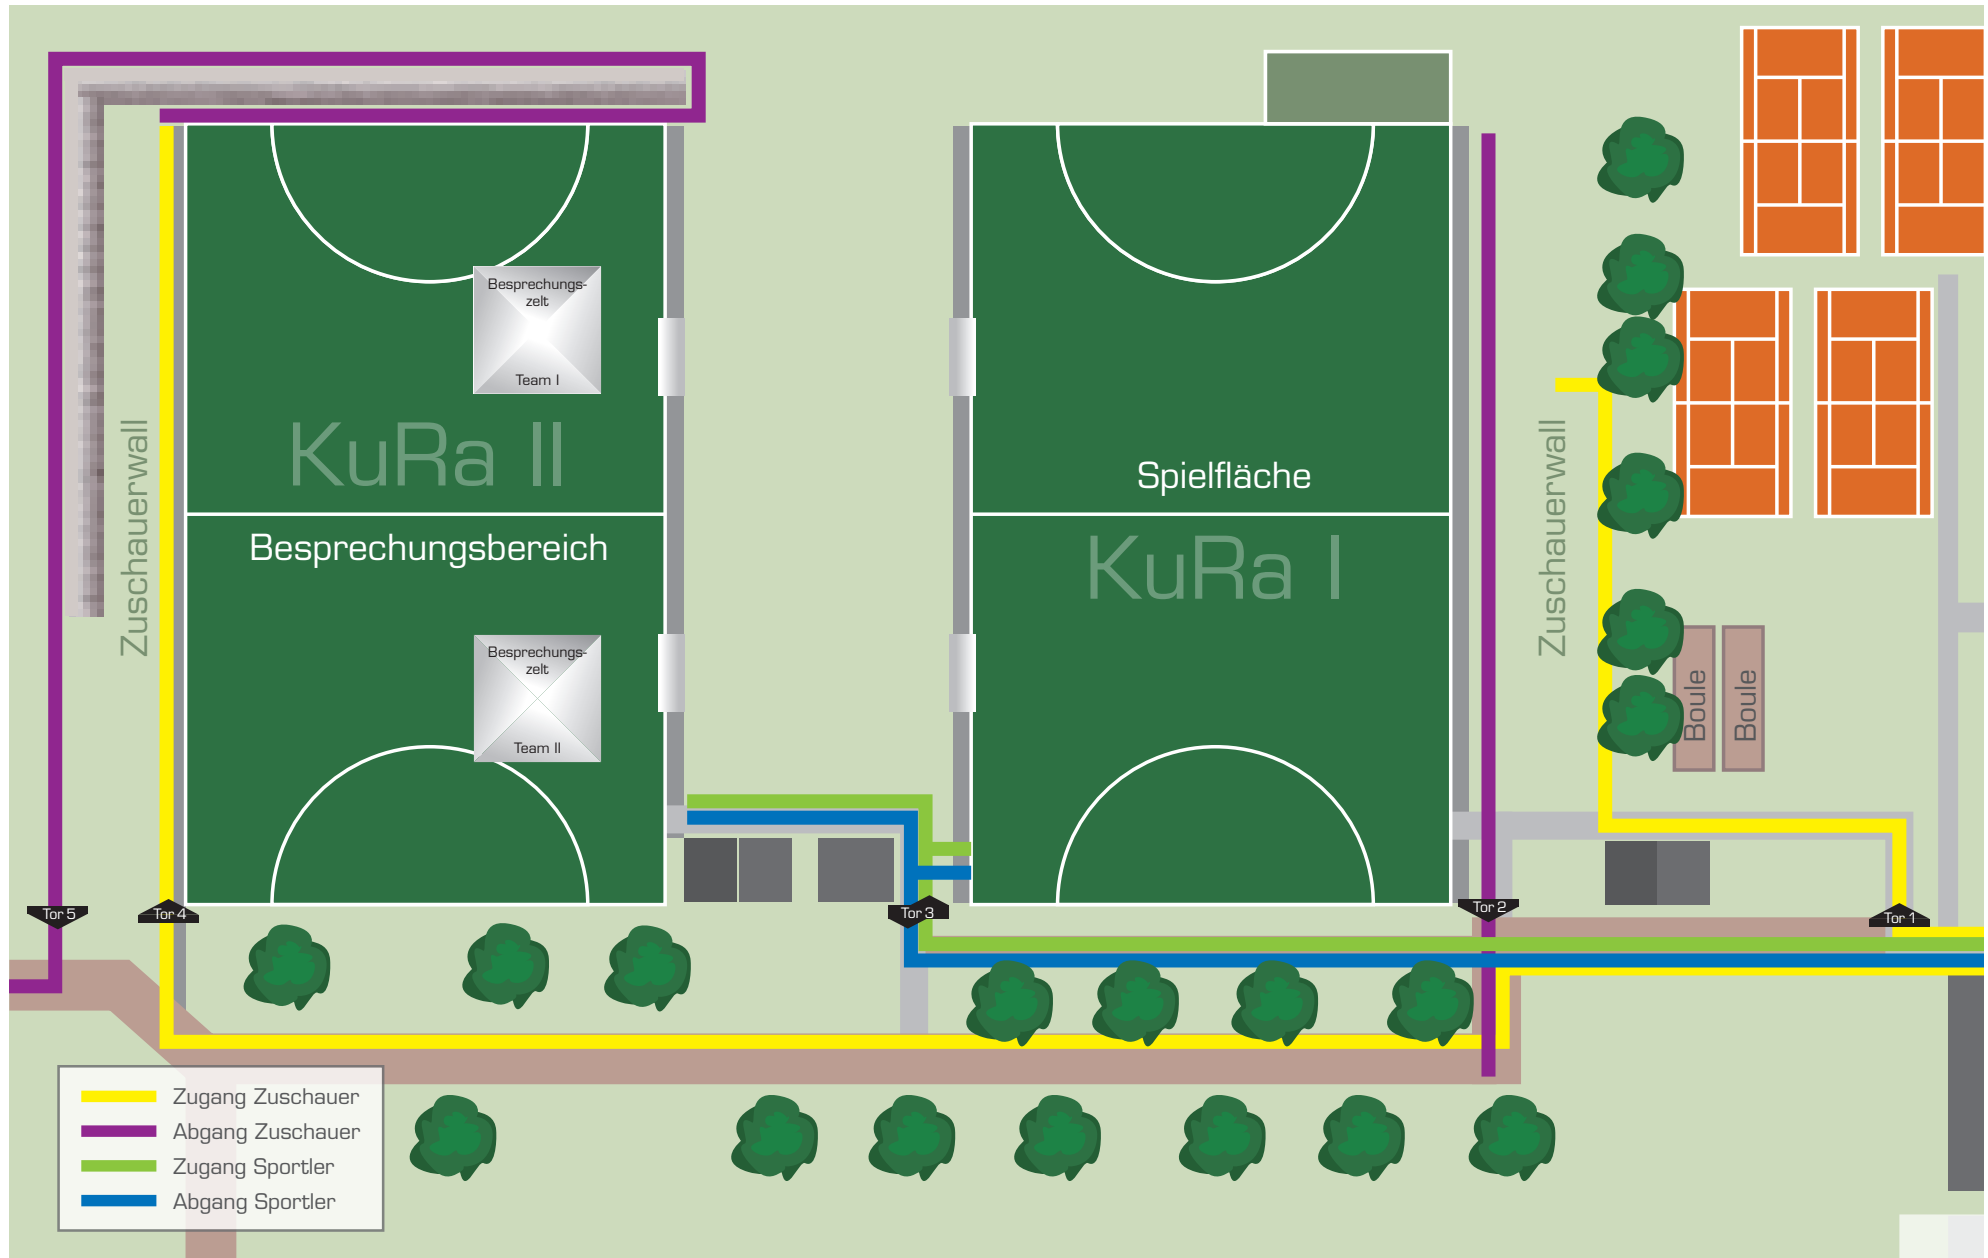 Besprechungs-
zelt
Team I
KuRa II
Besprechungsbereich
Besprechungs-
zelt
Team II
Zuschauerwall
Spielfläche
KuRa I
Zuschauerwall
Boule
Boule
Tor 5
Tor 4
Tor 3
Tor 2
Tor 1
Zugang Zuschauer
Abgang Zuschauer
Zugang Sportler
Abgang Sportler